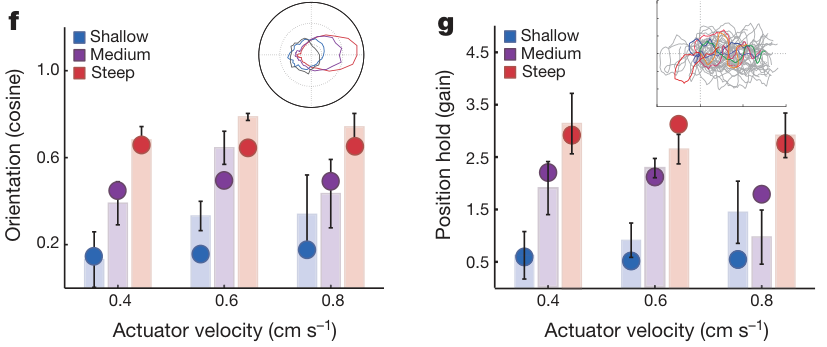 f
Shallow
Medium
Steep
1.0
0.6
0.2
Orientation (cosine)
0.4
0.6
0.8
Actuator velocity (cm s⁻¹)
g
Shallow
Medium
Steep
4.5
3.5
2.5
1.5
0.5
Position hold (gain)
0.4
0.6
0.8
Actuator velocity (cm s⁻¹)